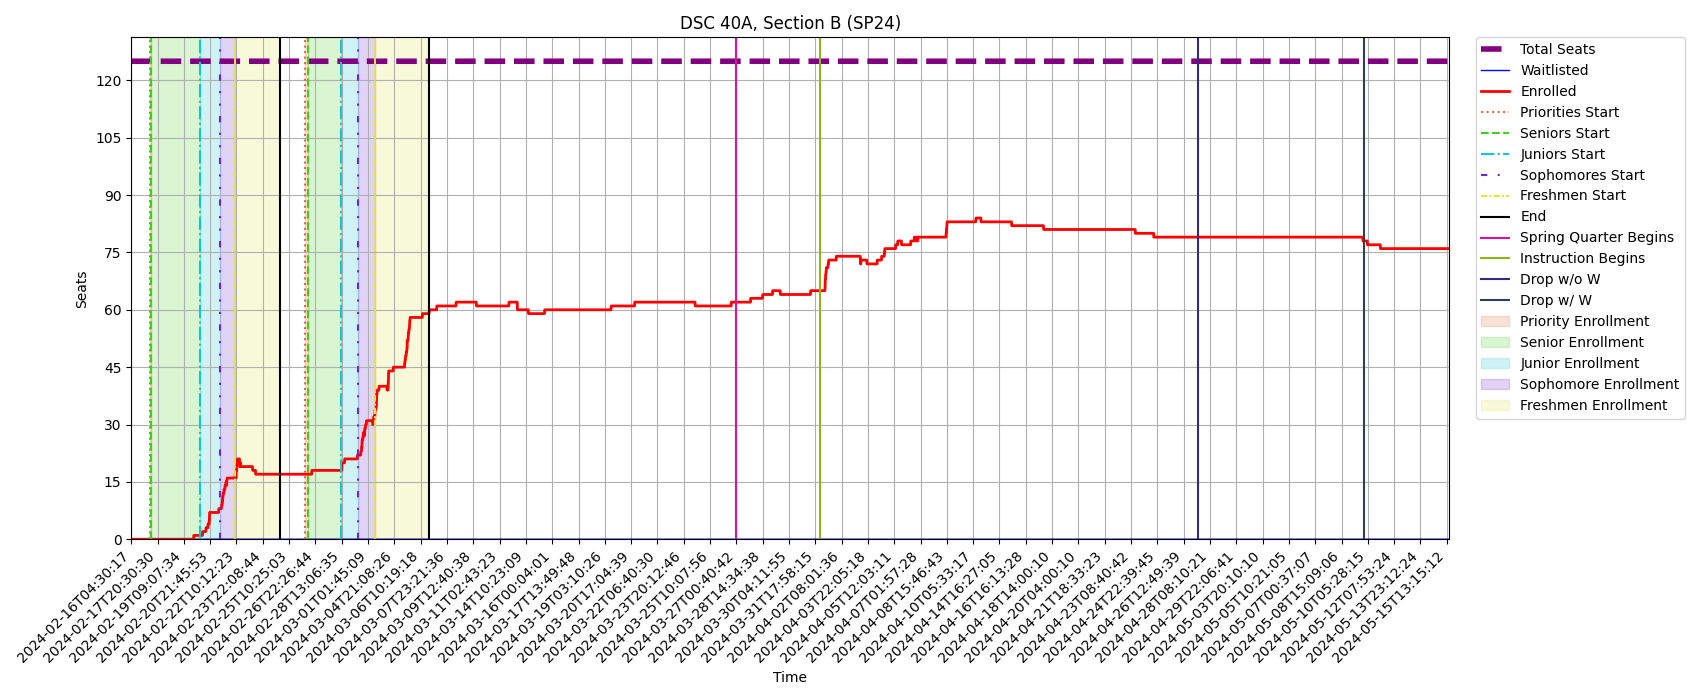 DSC 40A, Section B (SP24)
Seats
120
105
90
75
60
45
30
15
0
2024-02-16T04:30:17
2024-02-17T20:30:30
2024-02-19T09:07:34
2024-02-20T21:45:53
2024-02-22T10:12:23
2024-02-23T22:08:44
2024-02-25T10:25:03
2024-02-26T22:26:44
2024-02-28T13:06:35
2024-03-01T01:45:09
2024-03-04T21:08:26
2024-03-06T10:19:18
2024-03-07T23:21:36
2024-03-09T12:40:38
2024-03-11T02:43:23
2024-03-14T10:23:09
2024-03-16T00:04:01
2024-03-17T13:49:48
2024-03-19T03:10:26
2024-03-20T17:04:39
2024-03-22T06:40:30
2024-03-23T20:12:46
2024-03-25T10:07:56
2024-03-27T00:40:42
2024-03-28T14:34:38
2024-03-30T04:11:55
2024-03-31T17:58:15
2024-04-02T08:01:36
2024-04-03T22:05:18
2024-04-05T12:03:11
2024-04-07T01:57:28
2024-04-08T15:46:43
2024-04-10T05:33:17
2024-04-14T16:27:05
2024-04-16T16:13:28
2024-04-18T14:00:10
2024-04-20T04:00:10
2024-04-21T18:33:23
2024-04-23T08:40:42
2024-04-24T22:39:45
2024-04-26T12:49:39
2024-04-28T08:10:21
2024-04-29T22:06:41
2024-05-03T20:10:10
2024-05-05T10:21:05
2024-05-07T00:37:07
2024-05-08T15:09:06
2024-05-10T05:28:15
2024-05-12T07:53:24
2024-05-13T23:12:24
2024-05-15T13:15:12
Time
Total Seats
Waitlisted
Enrolled
Priorities Start
Seniors Start
Juniors Start
Sophomores Start
Freshmen Start
End
Spring Quarter Begins
Instruction Begins
Drop w/o W
Drop w/ W
Priority Enrollment
Senior Enrollment
Junior Enrollment
Sophomore Enrollment
Freshmen Enrollment